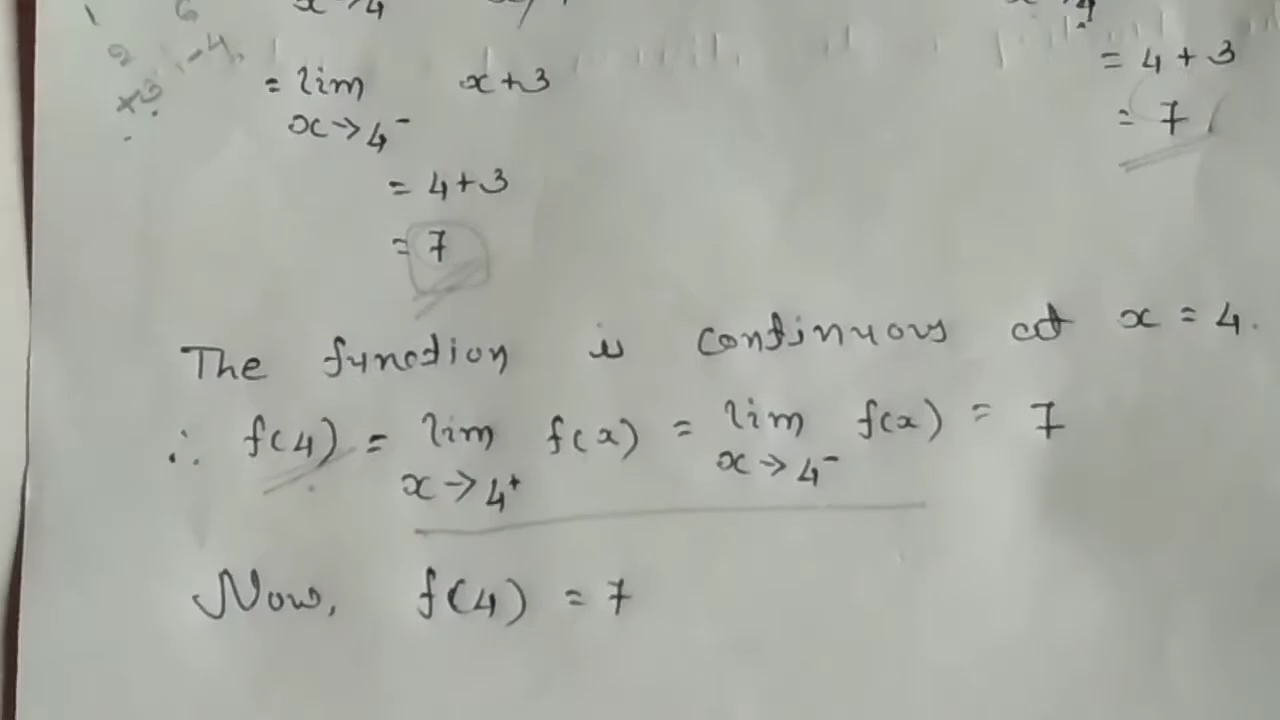 = lim x+3
x→4⁻
= 4+3
= 7
= 4+3
= 7
The function is continuous at x = 4.
∴ f(4) = lim f(x) = lim f(x) = 7
x→4⁺ x→4⁻
Now, f(4) = 7